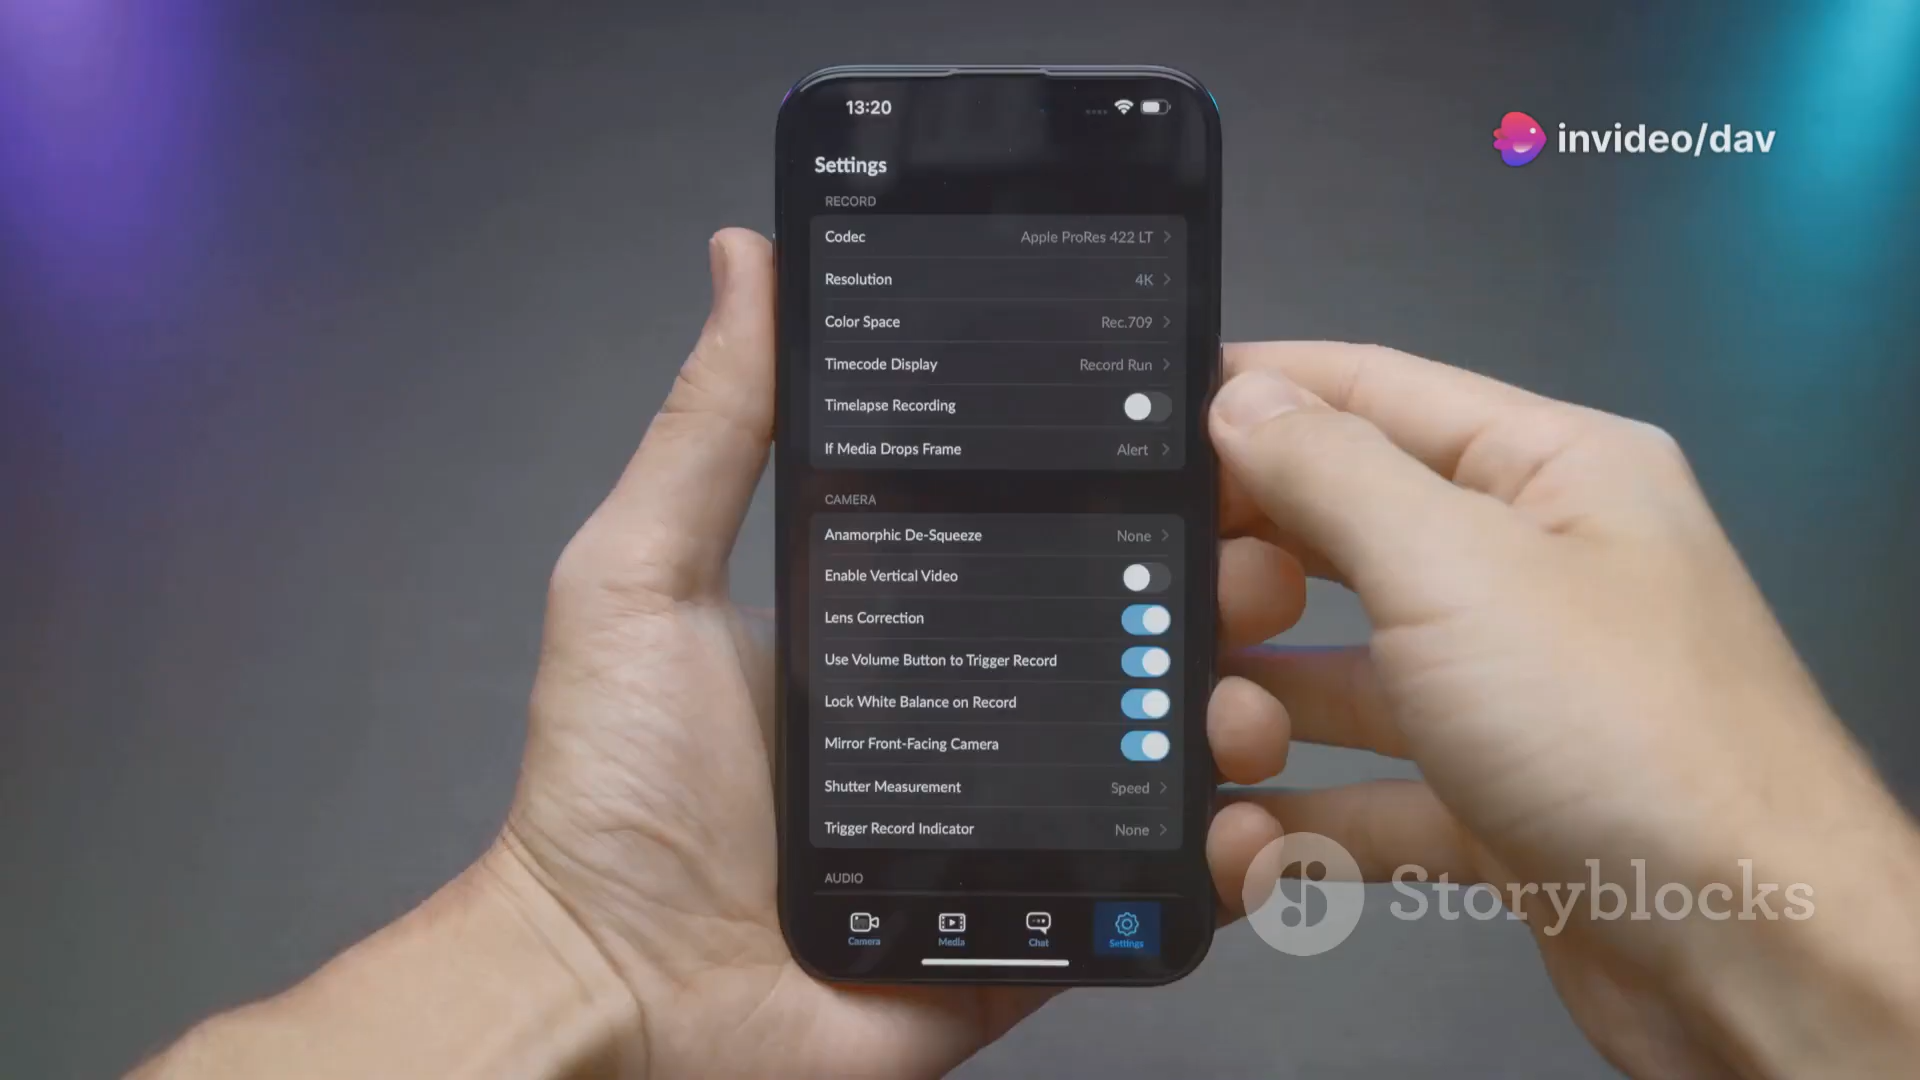 13:20
invideo/dav
Settings
RECORD
Codec Apple ProRes 422 LT
Resolution 4K
Color Space Rec.709
Timecode Display Record Run
Timelapse Recording
If Media Drops Frame Alert
CAMERA
Anamorphic De-Squeeze None
Enable Vertical Video
Lens Correction
Use Volume Button to Trigger Record
Lock White Balance on Record
Mirror Front-Facing Camera
Shutter Measurement Speed
Trigger Record Indicator None
AUDIO
Storyblocks
Camera Media Chat Settings